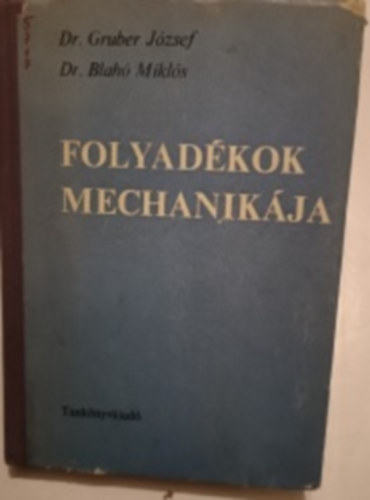 Dr. Gruber József
Dr. Blahó Miklós
FOLYADÉKOK
MECHANIKÁJA
Tankönyvkiadó